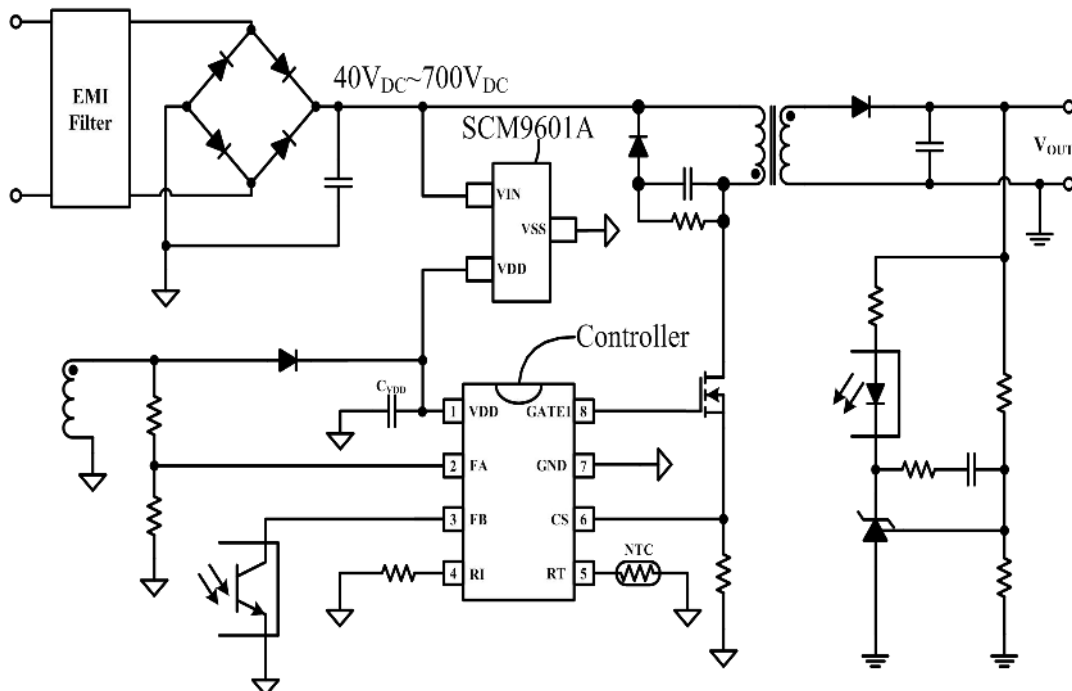 40VDC~700VDC
EMI
Filter
SCM9601A
VOUT
VIN
VSS
VDD
Controller
CVDD
1 VDD GATE1 8
2 FA GND 7
3 FB CS 6
4 RI RT 5
NTC